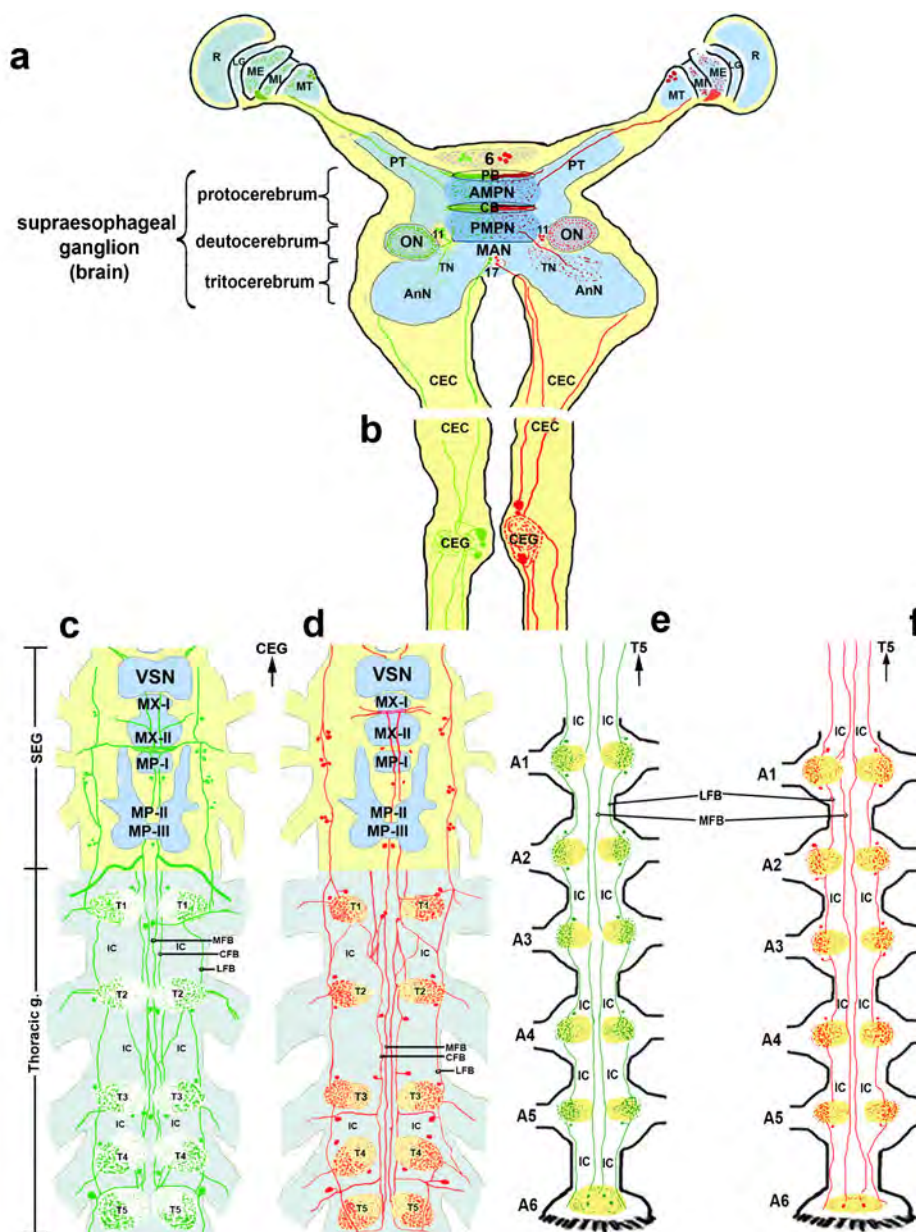 a
R
LG
ME
MI
MT
R
LG
ME
MI
MT
PT
6
PT
PB
AMPN
CB
PMPN
MAN
11
11
ON
ON
17
TN
TN
AnN
AnN
supraesophageal
ganglion
(brain)
protocerebrum
deutocerebrum
tritocerebrum
CEC
CEC
b
CEC
CEC
CEG
CEG
c
SEG
Thoracic g.
CEG
VSN
MX-I
MX-II
MP-I
MP-II
MP-III
T1
T1
IC
IC
MFB
CFB
LFB
T2
T2
IC
IC
T3
T3
IC
IC
T4
T4
T5
T5
d
VSN
MX-I
MX-II
MP-I
MP-II
MP-III
T1
T1
IC
IC
T2
T2
MFB
CFB
LFB
T3
T3
IC
IC
T4
T4
T5
T5
e
T5
IC
IC
A1
LFB
MFB
A2
IC
IC
A3
IC
IC
A4
IC
IC
A5
IC
IC
A6
f
T5
IC
IC
A1
A2
IC
IC
A3
IC
IC
A4
IC
IC
A5
IC
IC
A6